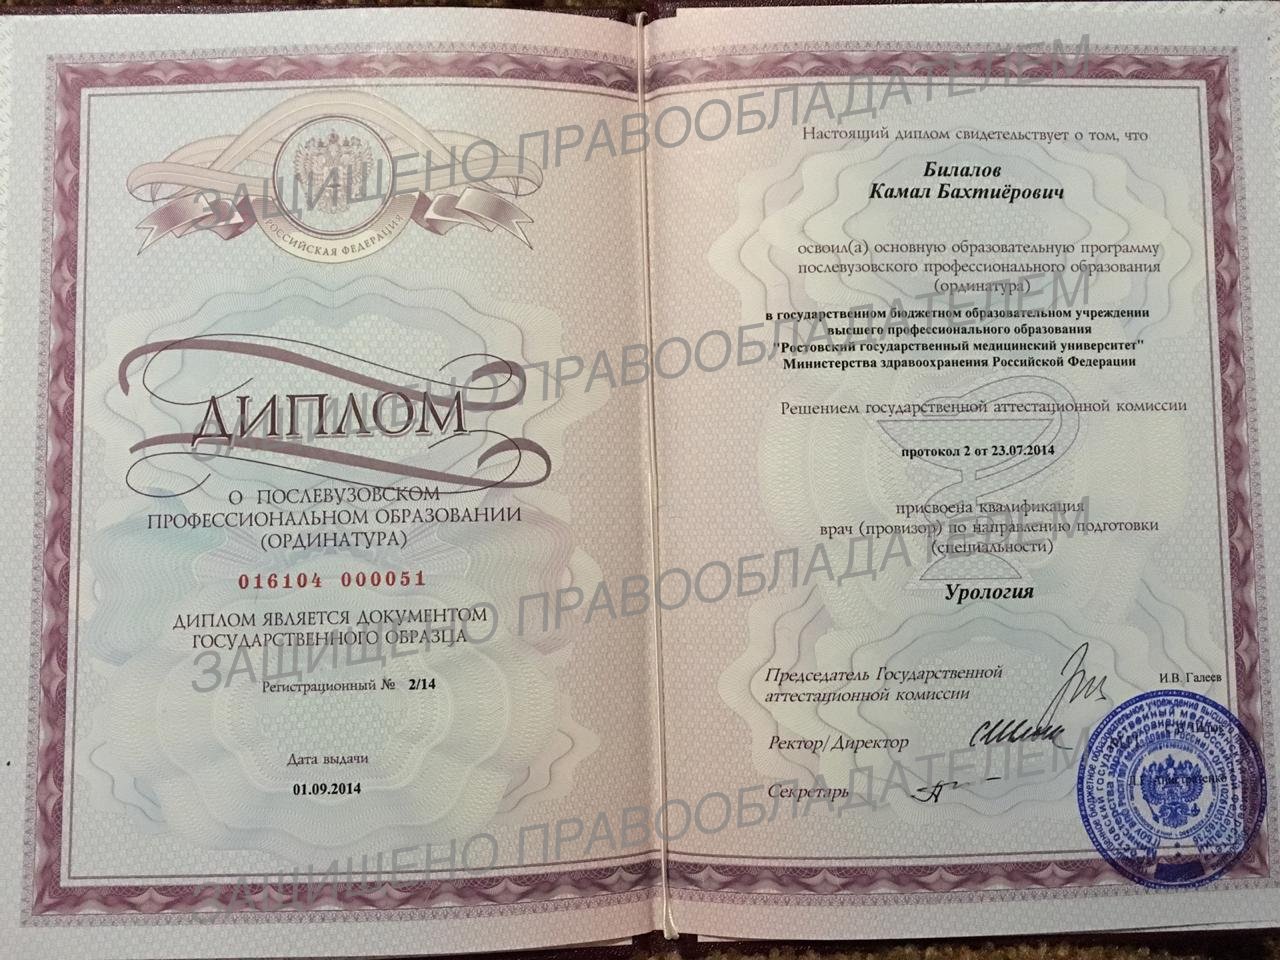 РОССИЙСКАЯ ФЕДЕРАЦИЯ
ДИПЛОМ
О ПОСЛЕВУЗОВСКОМ
ПРОФЕССИОНАЛЬНОМ ОБРАЗОВАНИИ
(ОРДИНАТУРА)
016104 000051
ДИПЛОМ ЯВЛЯЕТСЯ ДОКУМЕНТОМ
ГОСУДАРСТВЕННОГО ОБРАЗЦА
Регистрационный № 2/14
Дата выдачи
01.09.2014
Настоящий диплом свидетельствует о том, что
Билалов
Камал Бахтиёрович
освоил(а) основную образовательную программу
послевузовского профессионального образования
(ординатура)
в государственном бюджетном образовательном учреждении
высшего профессионального образования
"Ростовский государственный медицинский университет"
Министерства здравоохранения Российской Федерации
Решением государственной аттестационной комиссии
протокол 2 от 23.07.2014
присвоена квалификация
врач (провизор) по направлению подготовки
(специальности)
Урология
Председатель Государственной
аттестационной комиссии
И.В. Галеев
Ректор/Директор
Секретарь
ЗАЩИЩЕНО ПРАВООБЛАДАТЕЛЕМ
ЗАЩИЩЕНО ПРАВООБЛАДАТЕЛЕМ
ЗАЩИЩЕНО ПРАВООБЛАДАТЕЛЕМ
ЗАЩИЩЕНО ПРАВООБЛАДАТЕЛЕМ